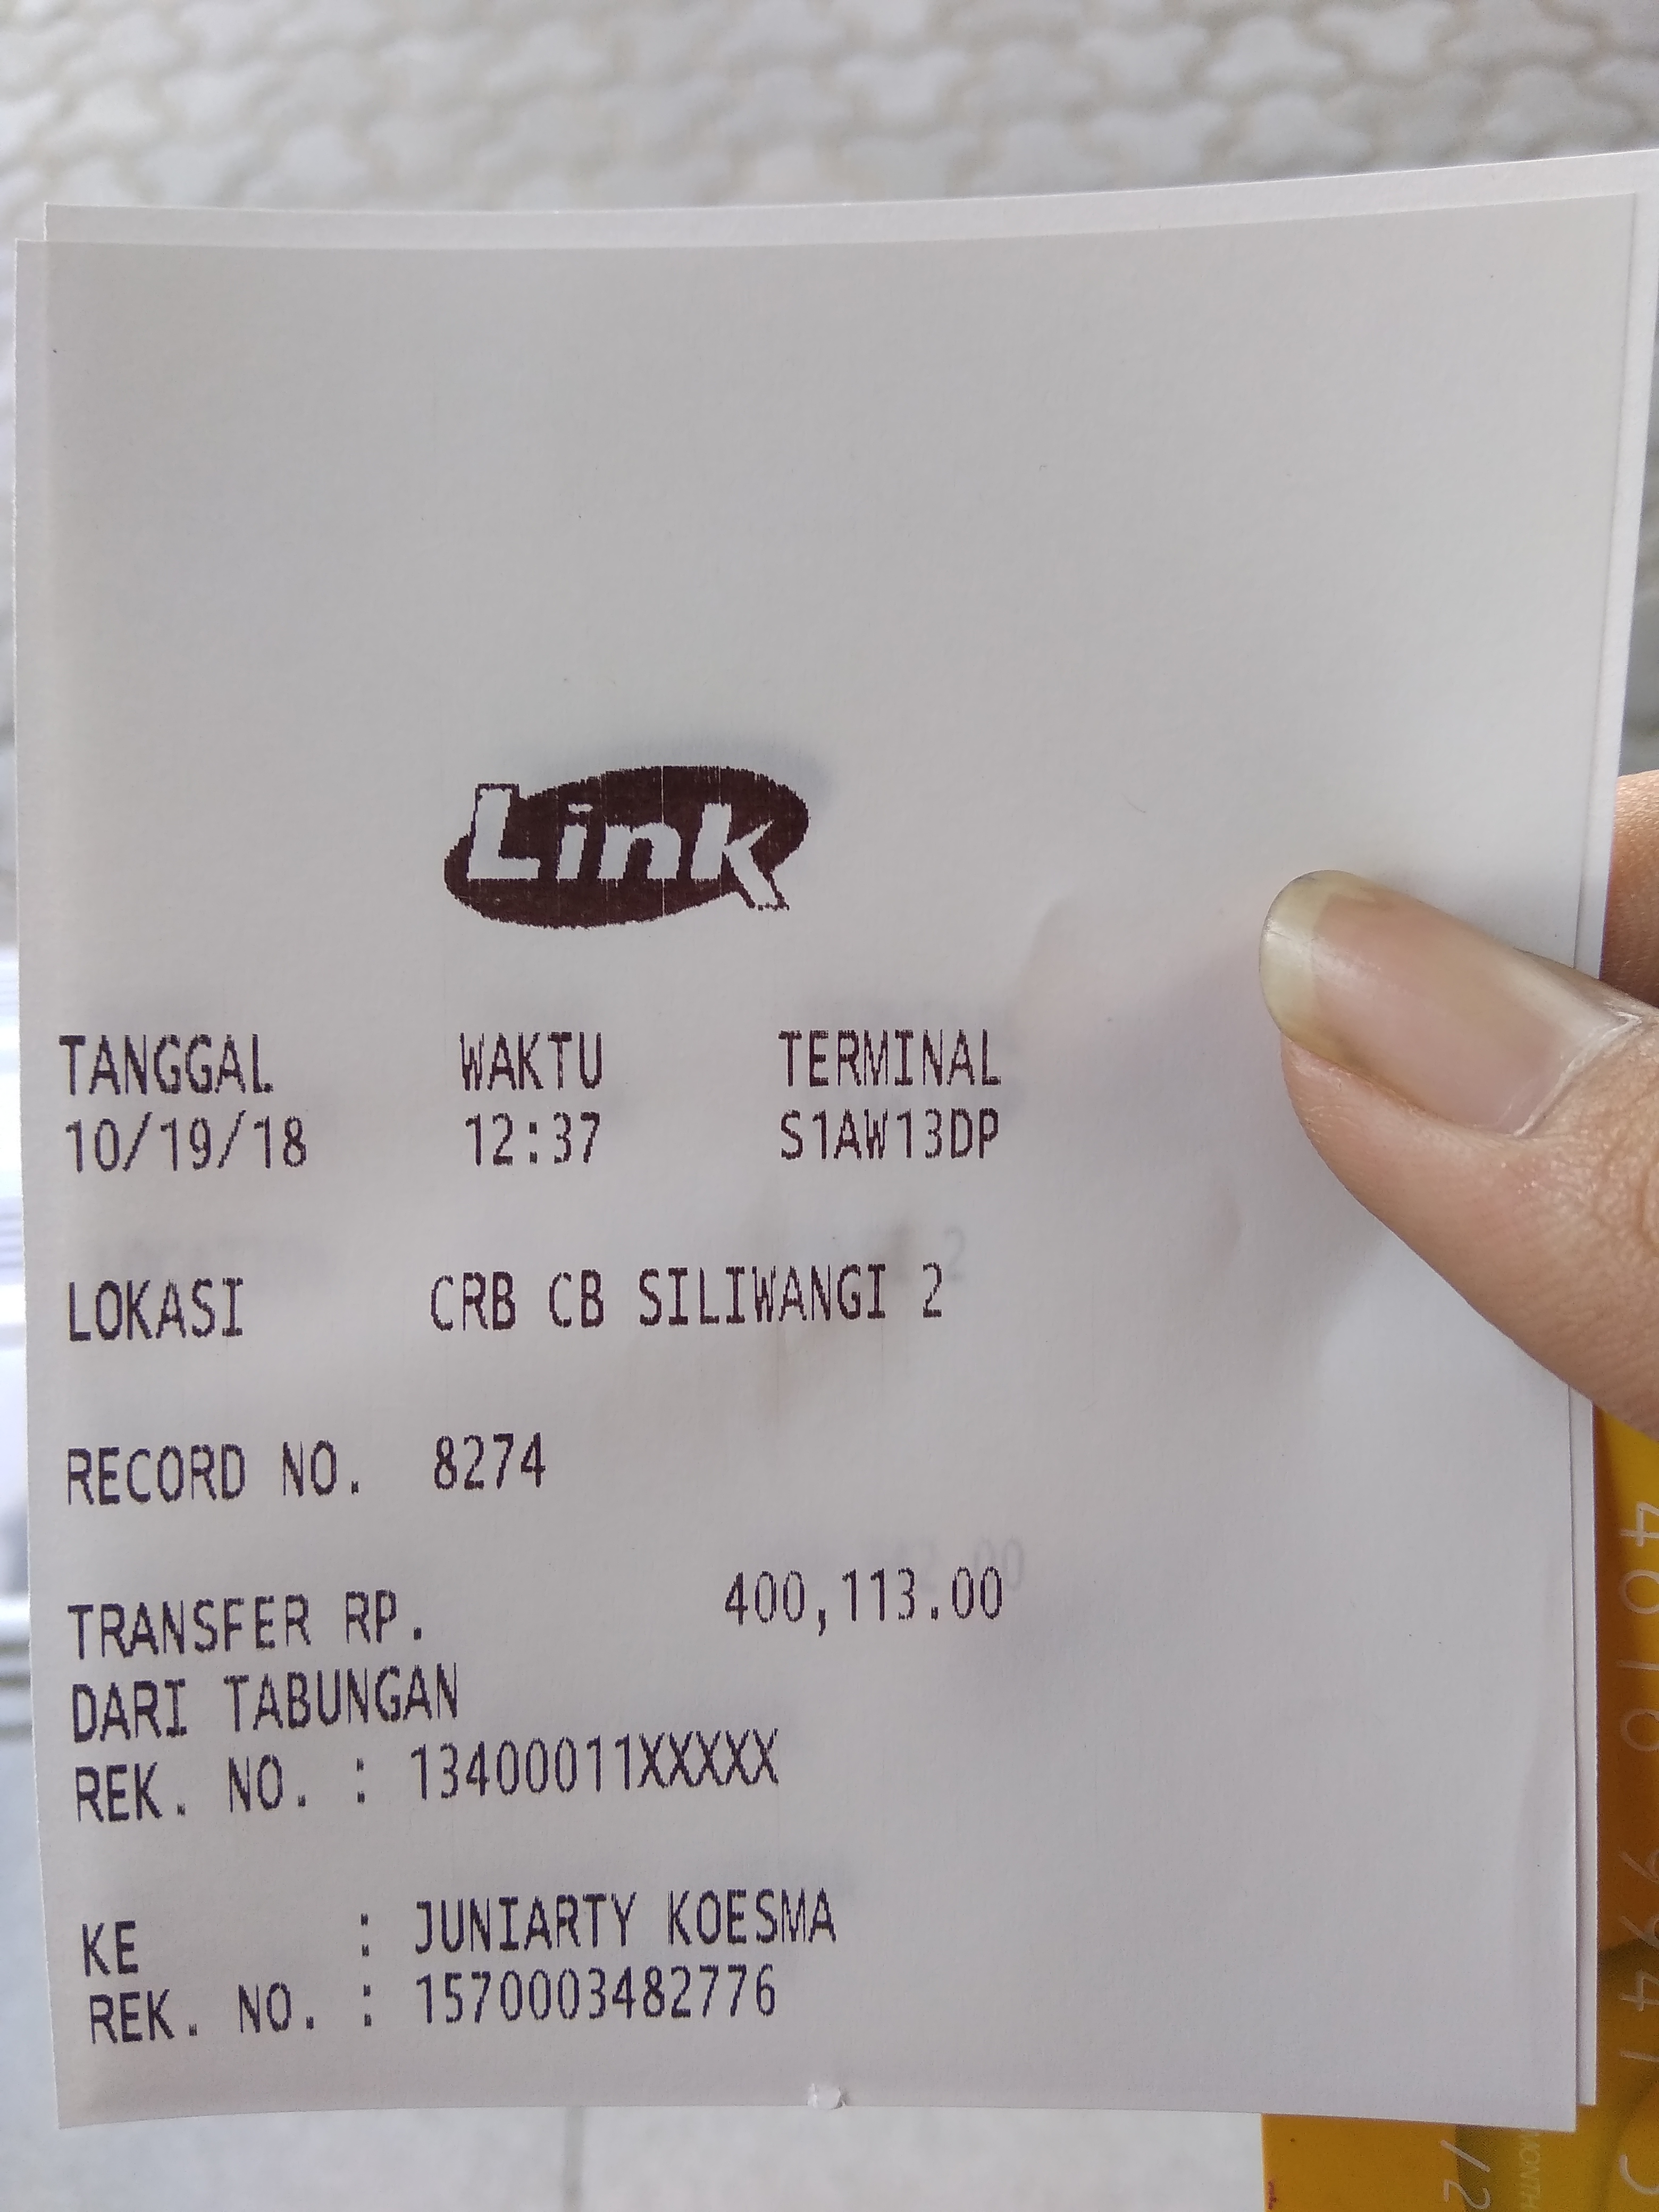 Link
TANGGAL WAKTU TERMINAL
10/19/18 12:37 S1AW13DP
LOKASI CRB CB SILIWANGI 2
RECORD NO. 8274
TRANSFER RP. 400,113.00
DARI TABUNGAN
REK. NO. : 13400011XXXXX
KE : JUNIARTY KOESMA
REK. NO. : 1570003482776